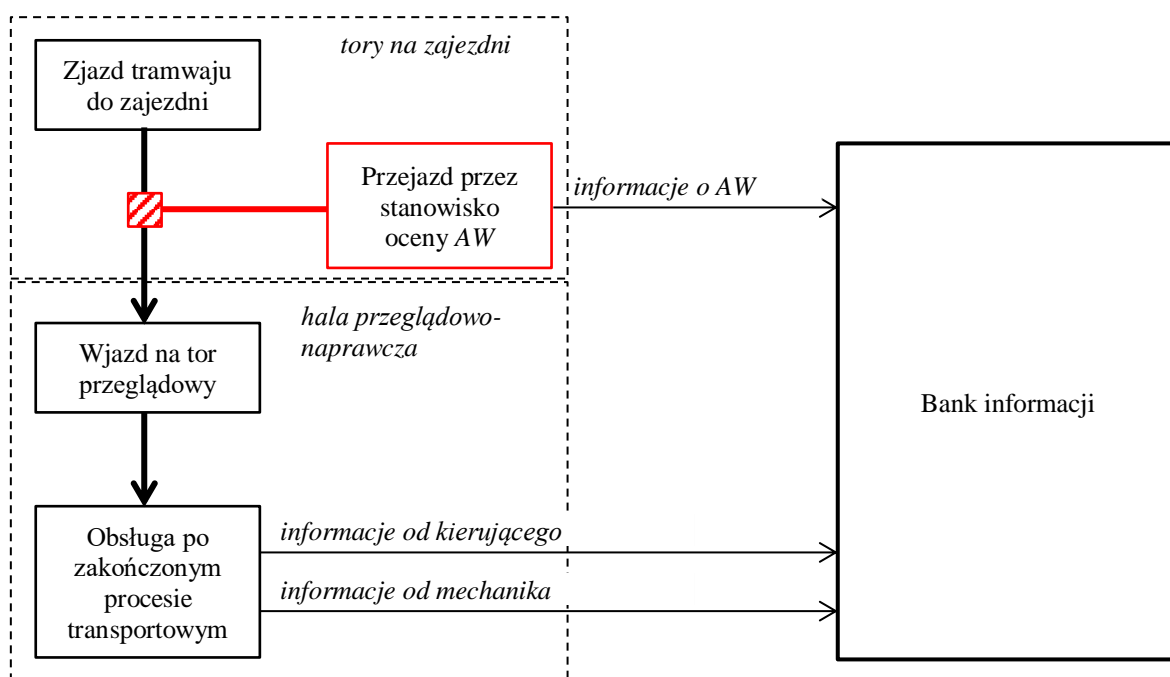 tory na zajezdni
Zjazd tramwaju
do zajezdni
Przejazd przez
stanowisko
oceny AW
informacje o AW
hala przeglądowo-
naprawcza
Wjazd na tor
przeglądowy
Bank informacji
Obsługa po
zakończonym
procesie
transportowym
informacje od kierującego
informacje od mechanika